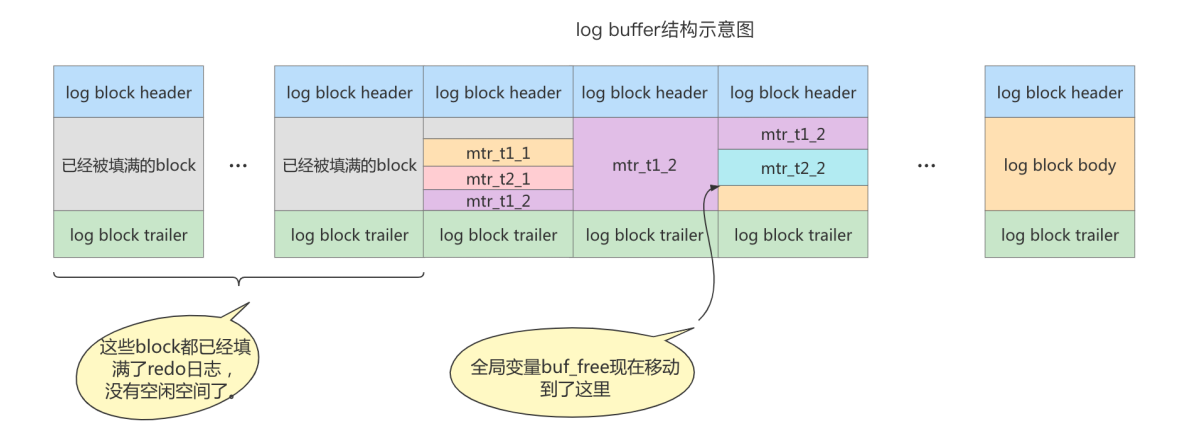 log buffer结构示意图
log block header
log block header
log block header
log block header
log block header
log block header
已经被填满的block
...
已经被填满的block
mtr_t1_1
mtr_t2_1
mtr_t1_2
mtr_t1_2
mtr_t1_2
mtr_t2_2
...
log block body
log block trailer
log block trailer
log block trailer
log block trailer
log block trailer
log block trailer
这些block都已经填
满了redo日志，
没有空闲空间了。
全局变量buf_free现在移动
到了这里